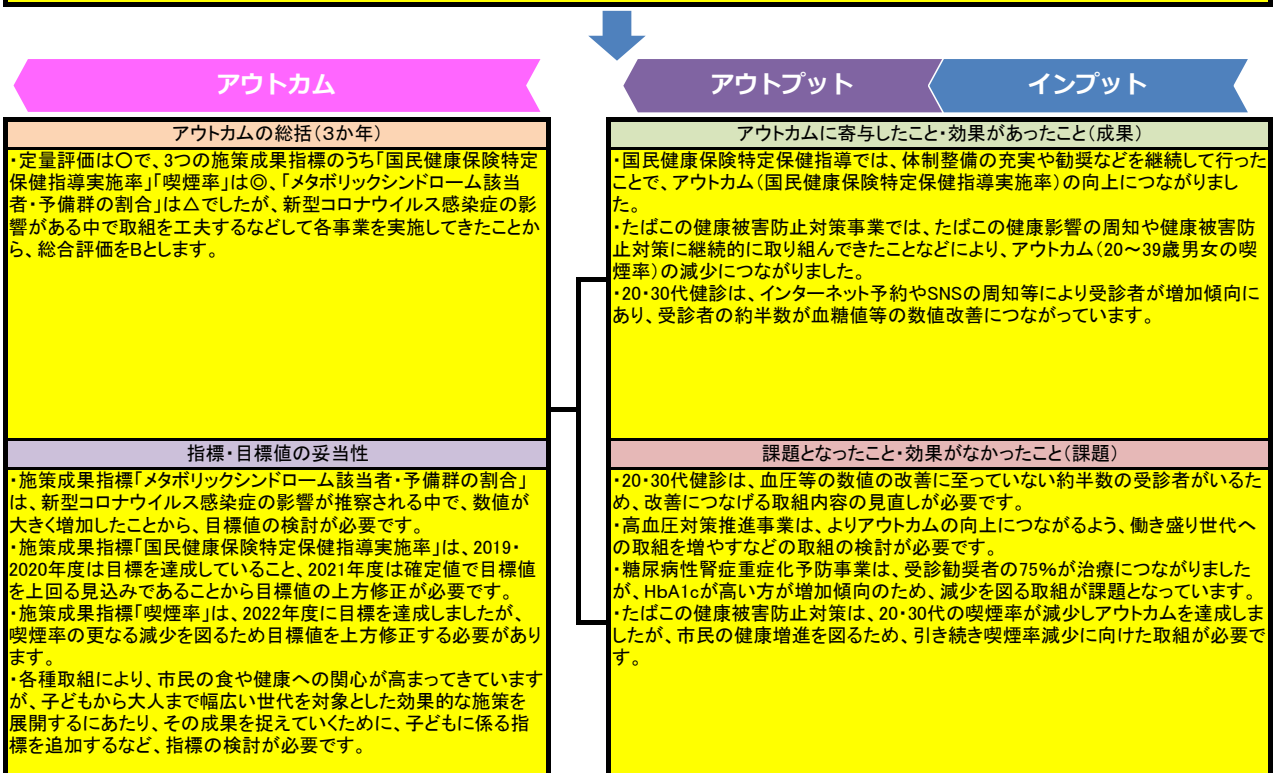 アウトカム
アウトプット
インプット
アウトカムの総括(3か年)
・定量評価は○で、3つの施策成果指標のうち「国民健康保険特定
保健指導実施率」「喫煙率」は◎、「メタボリックシンドローム該当
者・予備群の割合」は△でしたが、新型コロナウイルス感染症の影
響がある中で取組を工夫するなどして各事業を実施してきたことか
ら、総合評価をBとします。
指標・目標値の妥当性
・施策成果指標「メタボリックシンドローム該当者・予備群の割合」
は、新型コロナウイルス感染症の影響が推察される中で、数値が
大きく増加したことから、目標値の検討が必要です。
・施策成果指標「国民健康保険特定保健指導実施率」は、2019・
2020年度は目標を達成していること、2021年度は確定値で目標値
を上回る見込みであることから目標値の上方修正が必要です。
・施策成果指標「喫煙率」は、2022年度に目標を達成しましたが、
喫煙率の更なる減少を図るため目標値を上方修正する必要があり
ます。
・各種取組により、市民の食や健康への関心が高まってきています
が、子どもから大人まで幅広い世代を対象とした効果的な施策を
展開するにあたり、その成果を捉えていくために、子どもに係る指
標を追加するなど、指標の検討が必要です。
アウトカムに寄与したこと・効果があったこと(成果)
・国民健康保険特定保健指導では、体制整備の充実や勧奨などを継続して行った
ことで、アウトカム(国民健康保険特定保健指導実施率)の向上につながりまし
た。
・たばこの健康被害防止対策事業では、たばこの健康影響の周知や健康被害防
止対策に継続的に取り組んできたことなどにより、アウトカム(20～39歳男女の喫
煙率)の減少につながりました。
・20・30代健診は、インターネット予約やSNSの周知等により受診者が増加傾向に
あり、受診者の約半数が血糖値等の数値改善につながっています。
課題となったこと・効果がなかったこと(課題)
・20・30代健診は、血圧等の数値の改善に至っていない約半数の受診者がいるた
め、改善につなげる取組内容の見直しが必要です。
・高血圧対策推進事業は、よりアウトカムの向上につながるよう、働き盛り世代へ
の取組を増やすなどの取組の検討が必要です。
・糖尿病性腎症重症化予防事業は、受診勧奨者の75%が治療につながりました
が、HbA1cが高い方が増加傾向のため、減少を図る取組が課題となっています。
・たばこの健康被害防止対策は、20・30代の喫煙率が減少しアウトカムを達成しま
したが、市民の健康増進を図るため、引き続き喫煙率減少に向けた取組が必要で
す。